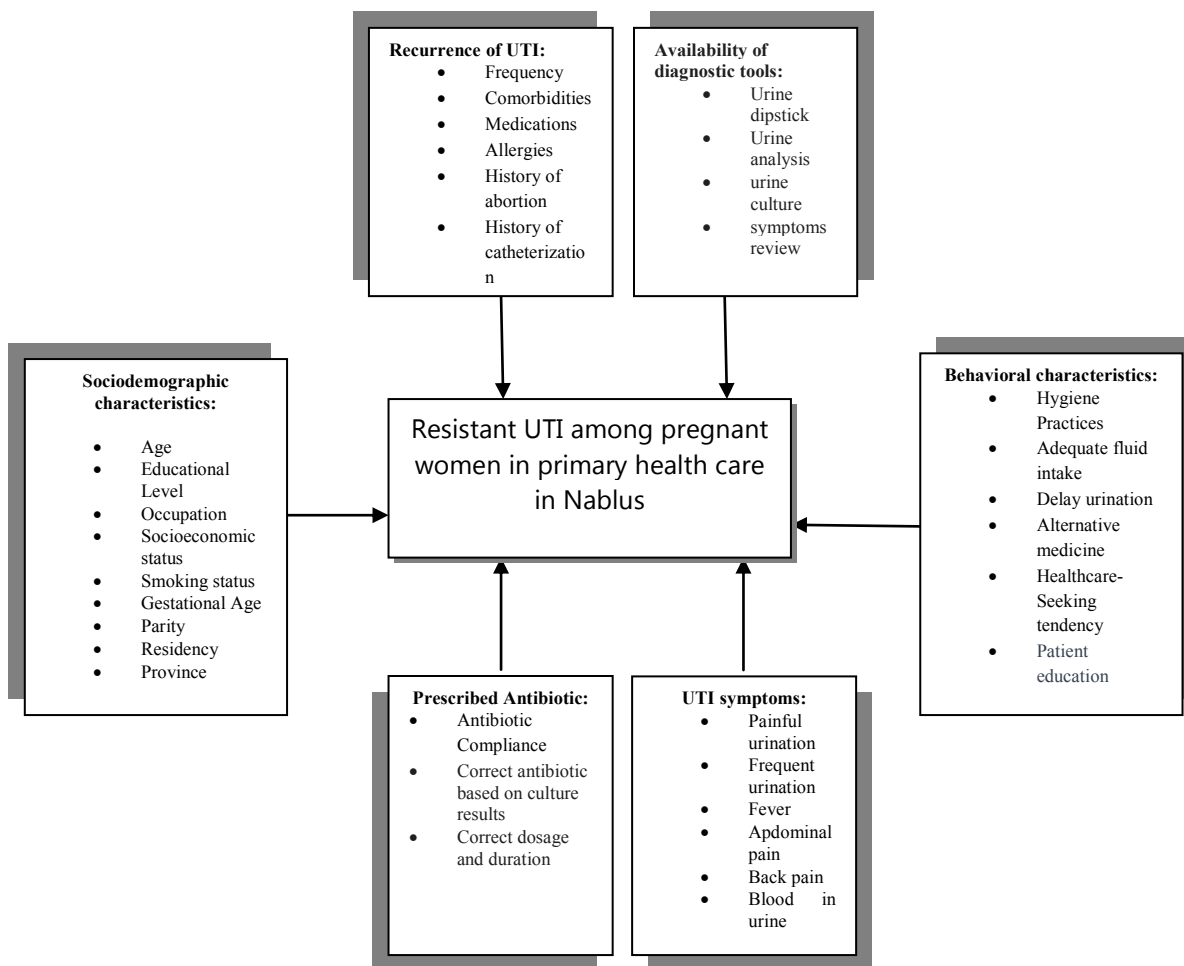 Recurrence of UTI:
• Frequency
• Comorbidities
• Medications
• Allergies
• History of
abortion
• History of
catheterizatio
n
Availability of
diagnostic tools:
• Urine
dipstick
• Urine
analysis
• urine
culture
• symptoms
review
Sociodemographic
characteristics:
• Age
• Educational
Level
• Occupation
• Socioeconomic
status
• Smoking status
• Gestational Age
• Parity
• Residency
• Province
Resistant UTI among pregnant
women in primary health care
in Nablus
Behavioral characteristics:
• Hygiene
Practices
• Adequate fluid
intake
• Delay urination
• Alternative
medicine
• Healthcare-
Seeking
tendency
• Patient
education
Prescribed Antibiotic:
• Antibiotic
Compliance
• Correct antibiotic
based on culture
results
• Correct dosage
and duration
UTI symptoms:
• Painful
urination
• Frequent
urination
• Fever
• Apdominal
pain
• Back pain
• Blood in
urine